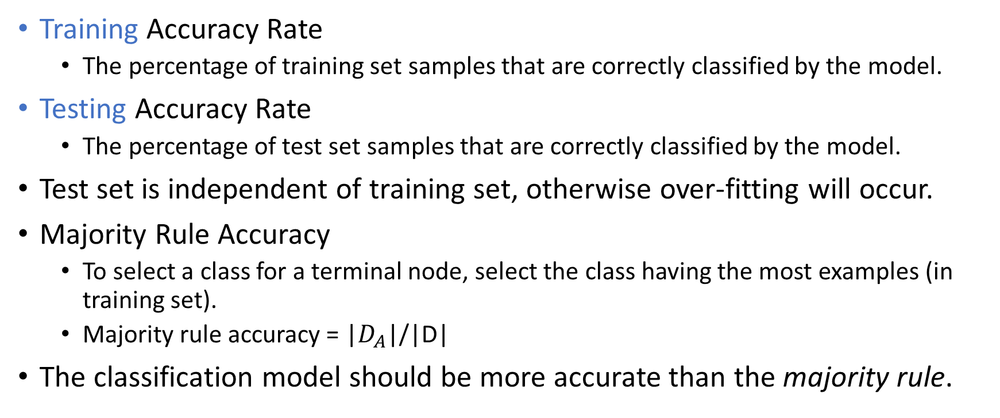 • Training Accuracy Rate
• The percentage of training set samples that are correctly classified by the model.
• Testing Accuracy Rate
• The percentage of test set samples that are correctly classified by the model.
• Test set is independent of training set, otherwise over-fitting will occur.
• Majority Rule Accuracy
• To select a class for a terminal node, select the class having the most examples (in
training set).
• Majority rule accuracy = |D_A|/|D|
• The classification model should be more accurate than the majority rule.